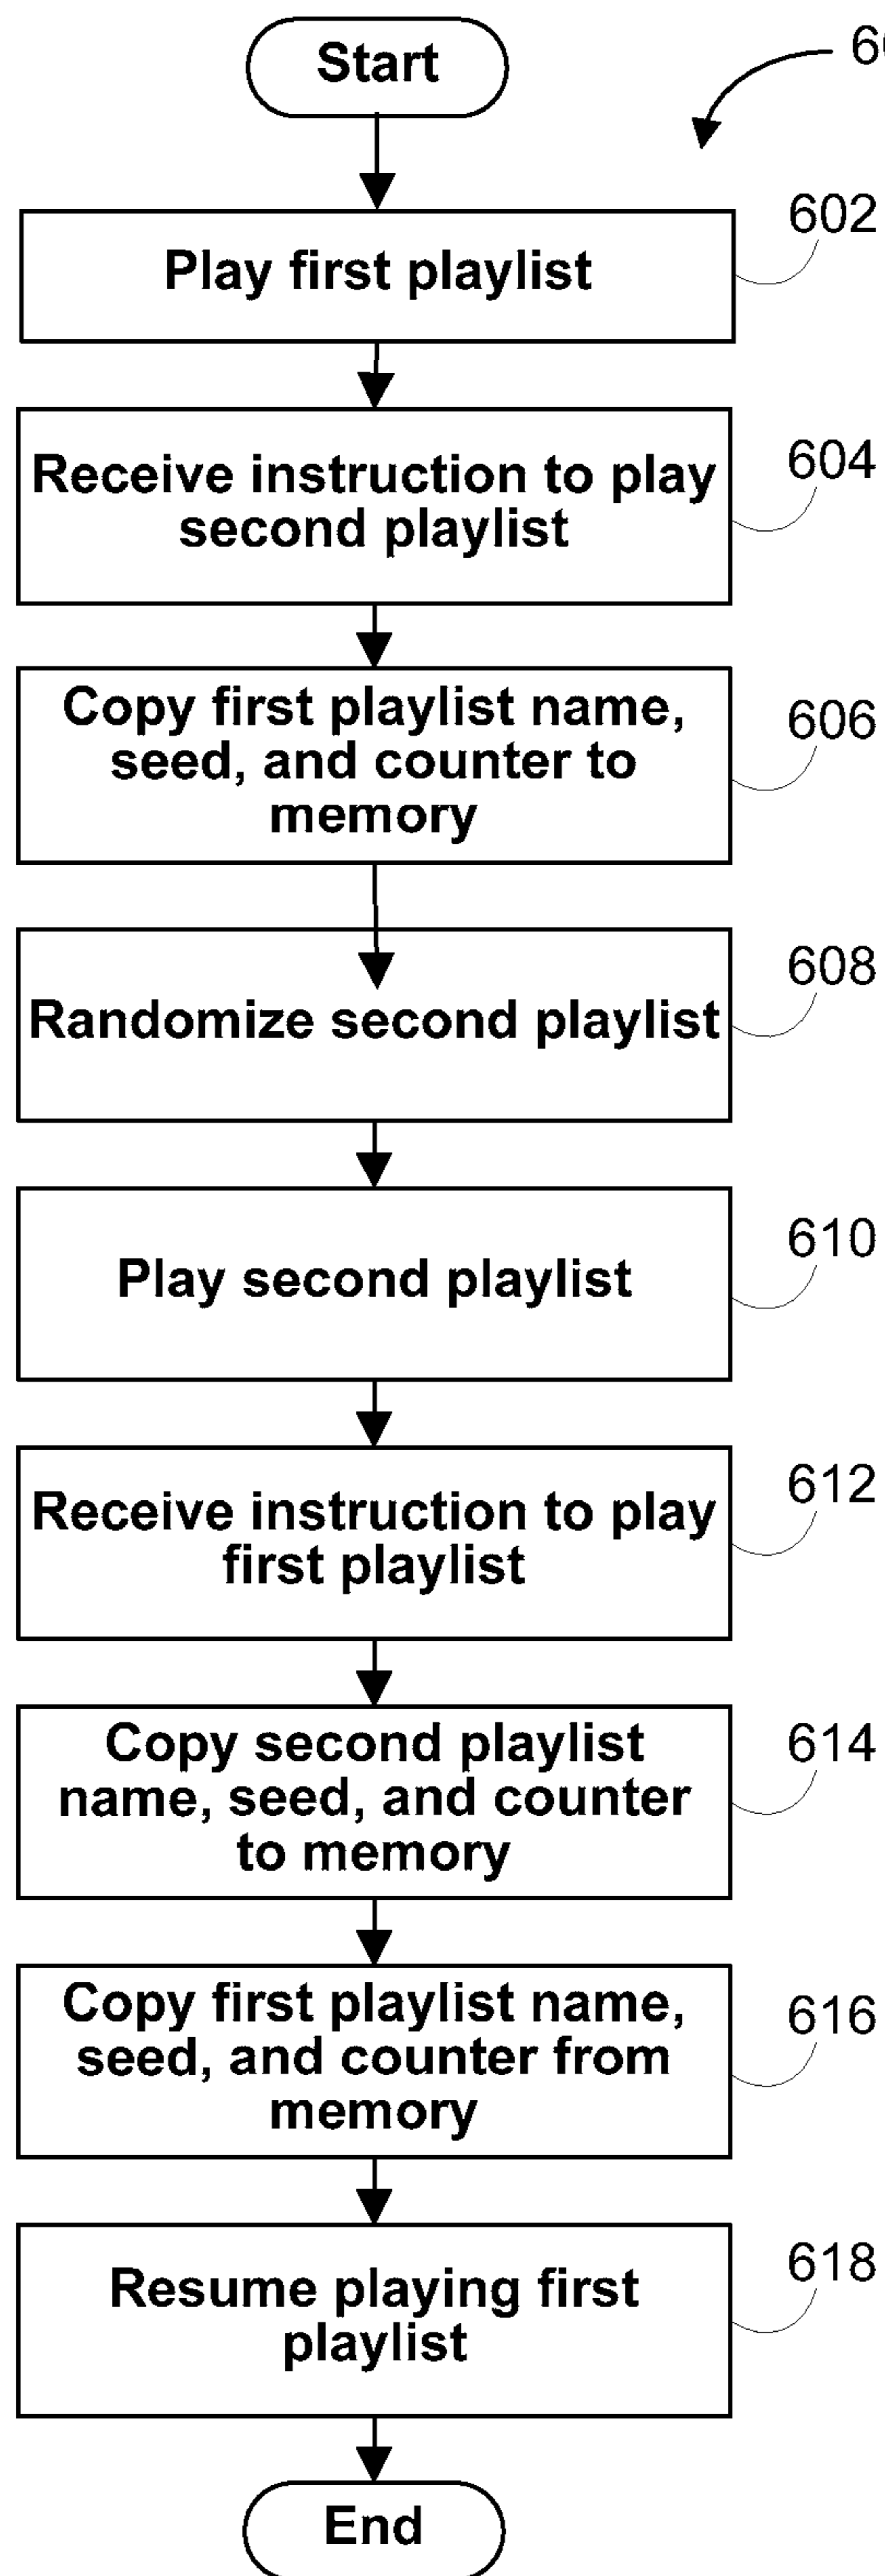 Start
602
Play first playlist
604
Receive instruction to play
second playlist
606
Copy first playlist name,
seed, and counter to
memory
608
Randomize second playlist
610
Play second playlist
612
Receive instruction to play
first playlist
614
Copy second playlist
name, seed, and counter
to memory
616
Copy first playlist name,
seed, and counter from
memory
618
Resume playing first
playlist
End